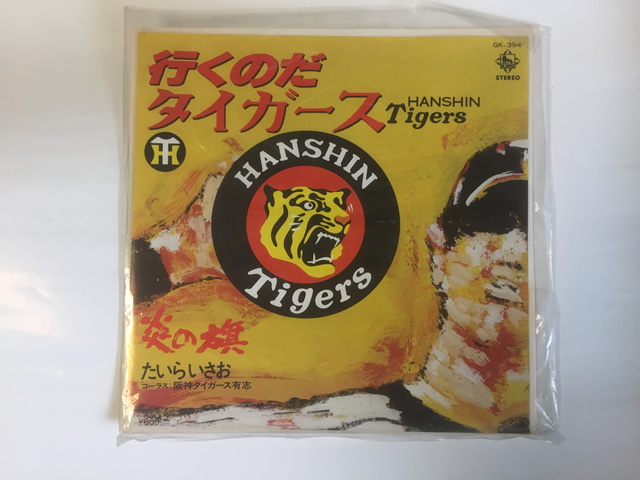 GK-394
STEREO
行くのだ
タイガース
HANSHIN
Tigers
HANSHIN
Tigers
炎の旗
たいらいさお
コーラス：阪神タイガース有志